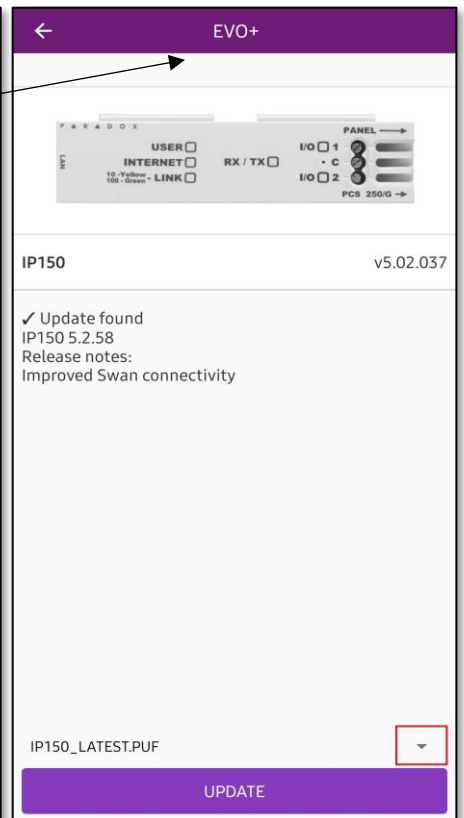 EVO+
PARADOX
PANEL
USER
I/O 1
LAN
INTERNET
RX / TX
C
10 -Yellow
100 - Green - LINK
I/O 2
PCS 250/G
IP150 v5.02.037
✓ Update found
IP150 5.2.58
Release notes:
Improved Swan connectivity
IP150_LATEST.PUF
UPDATE